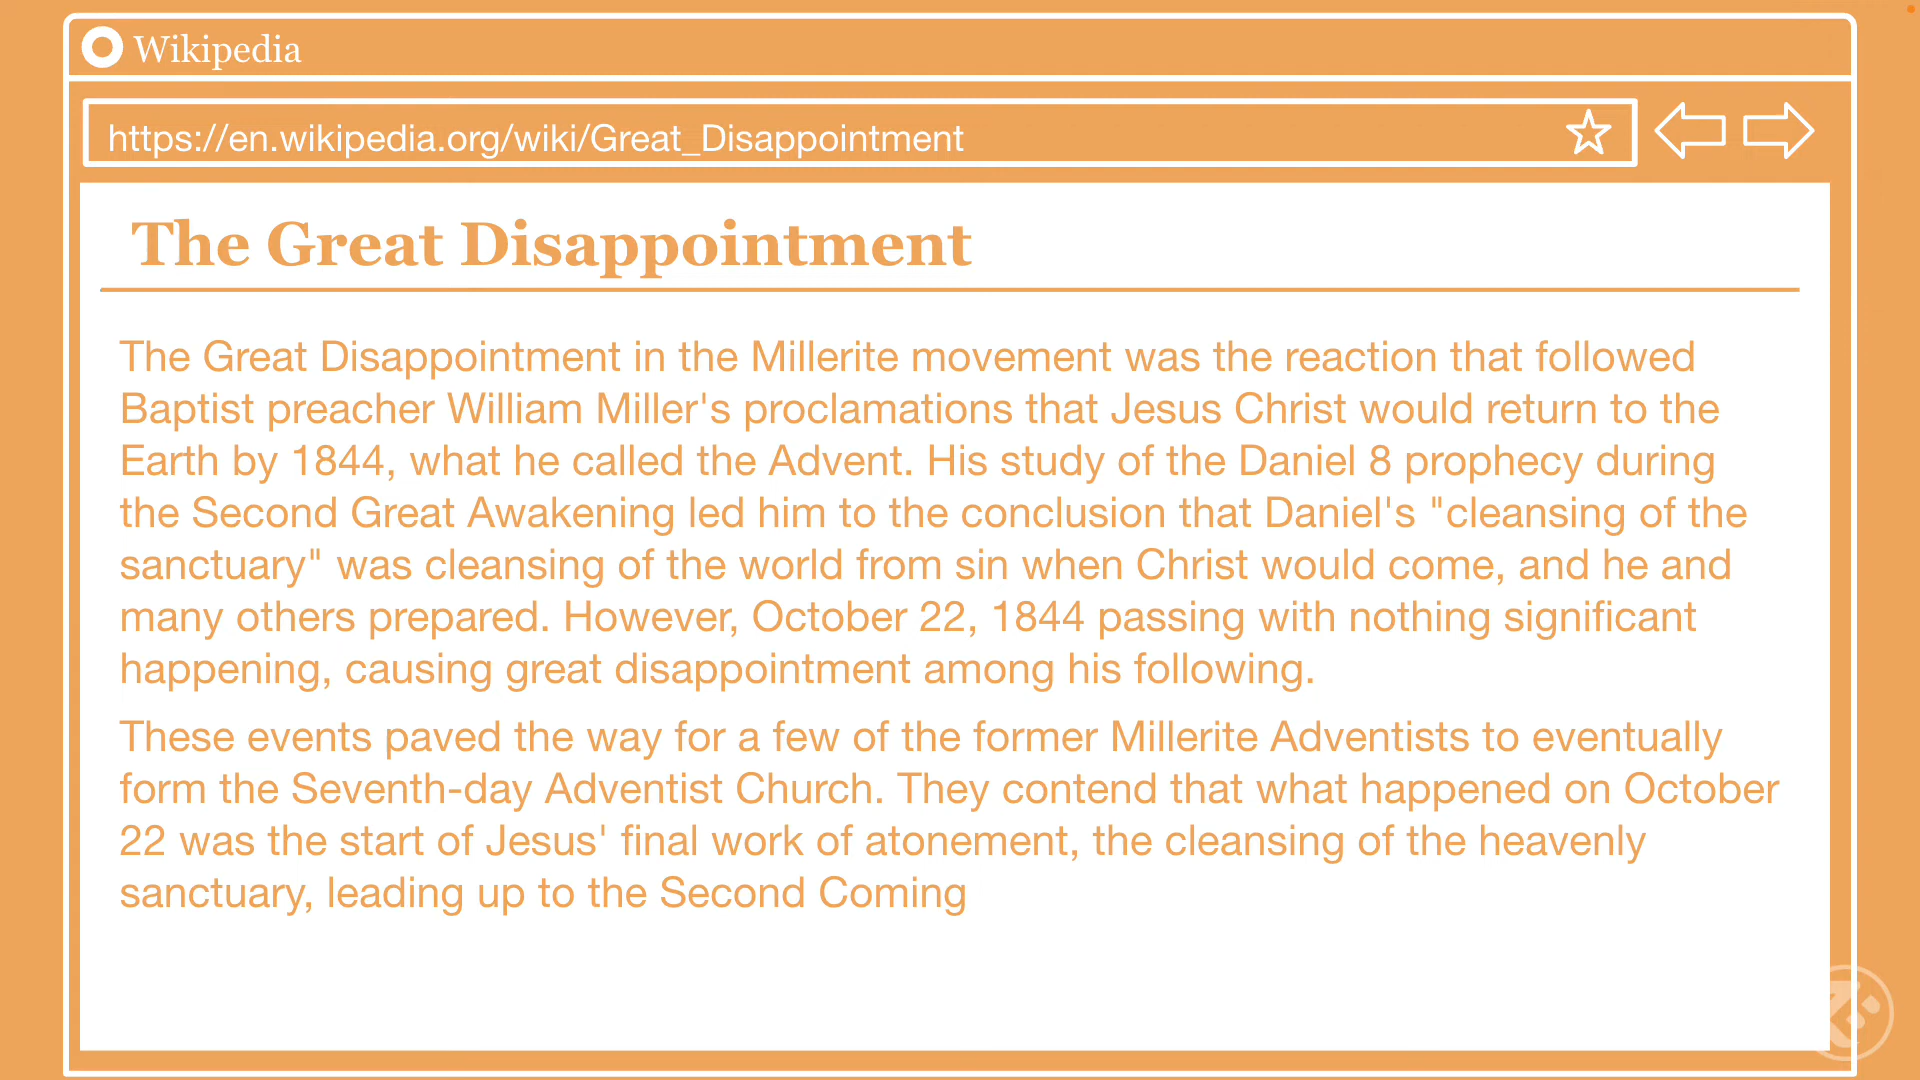 Wikipedia
https://en.wikipedia.org/wiki/Great_Disappointment
The Great Disappointment
The Great Disappointment in the Millerite movement was the reaction that followed
Baptist preacher William Miller's proclamations that Jesus Christ would return to the
Earth by 1844, what he called the Advent. His study of the Daniel 8 prophecy during
the Second Great Awakening led him to the conclusion that Daniel's "cleansing of the
sanctuary" was cleansing of the world from sin when Christ would come, and he and
many others prepared. However, October 22, 1844 passing with nothing significant
happening, causing great disappointment among his following.
These events paved the way for a few of the former Millerite Adventists to eventually
form the Seventh-day Adventist Church. They contend that what happened on October
22 was the start of Jesus' final work of atonement, the cleansing of the heavenly
sanctuary, leading up to the Second Coming